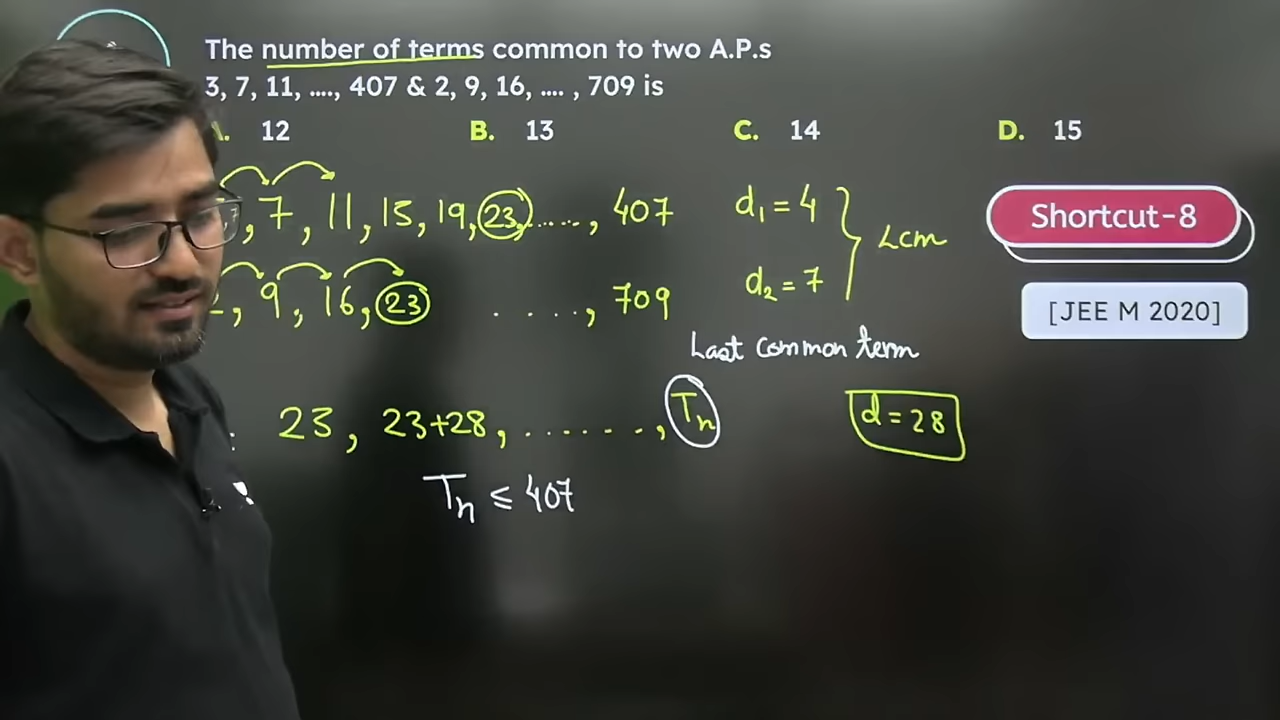 The number of terms common to two A.P.s
3, 7, 11, ...., 407 & 2, 9, 16, .... , 709 is
12 B. 13 C. 14 D. 15
7, 11, 15, 19, 23, ......, 407
d₁ = 4
d₂ = 7
Lcm
Shortcut-8
9, 16, 23 ...., 709
[JEE M 2020]
Last common term
23, 23+28, ......., Tn
d = 28
Tn ≤ 407